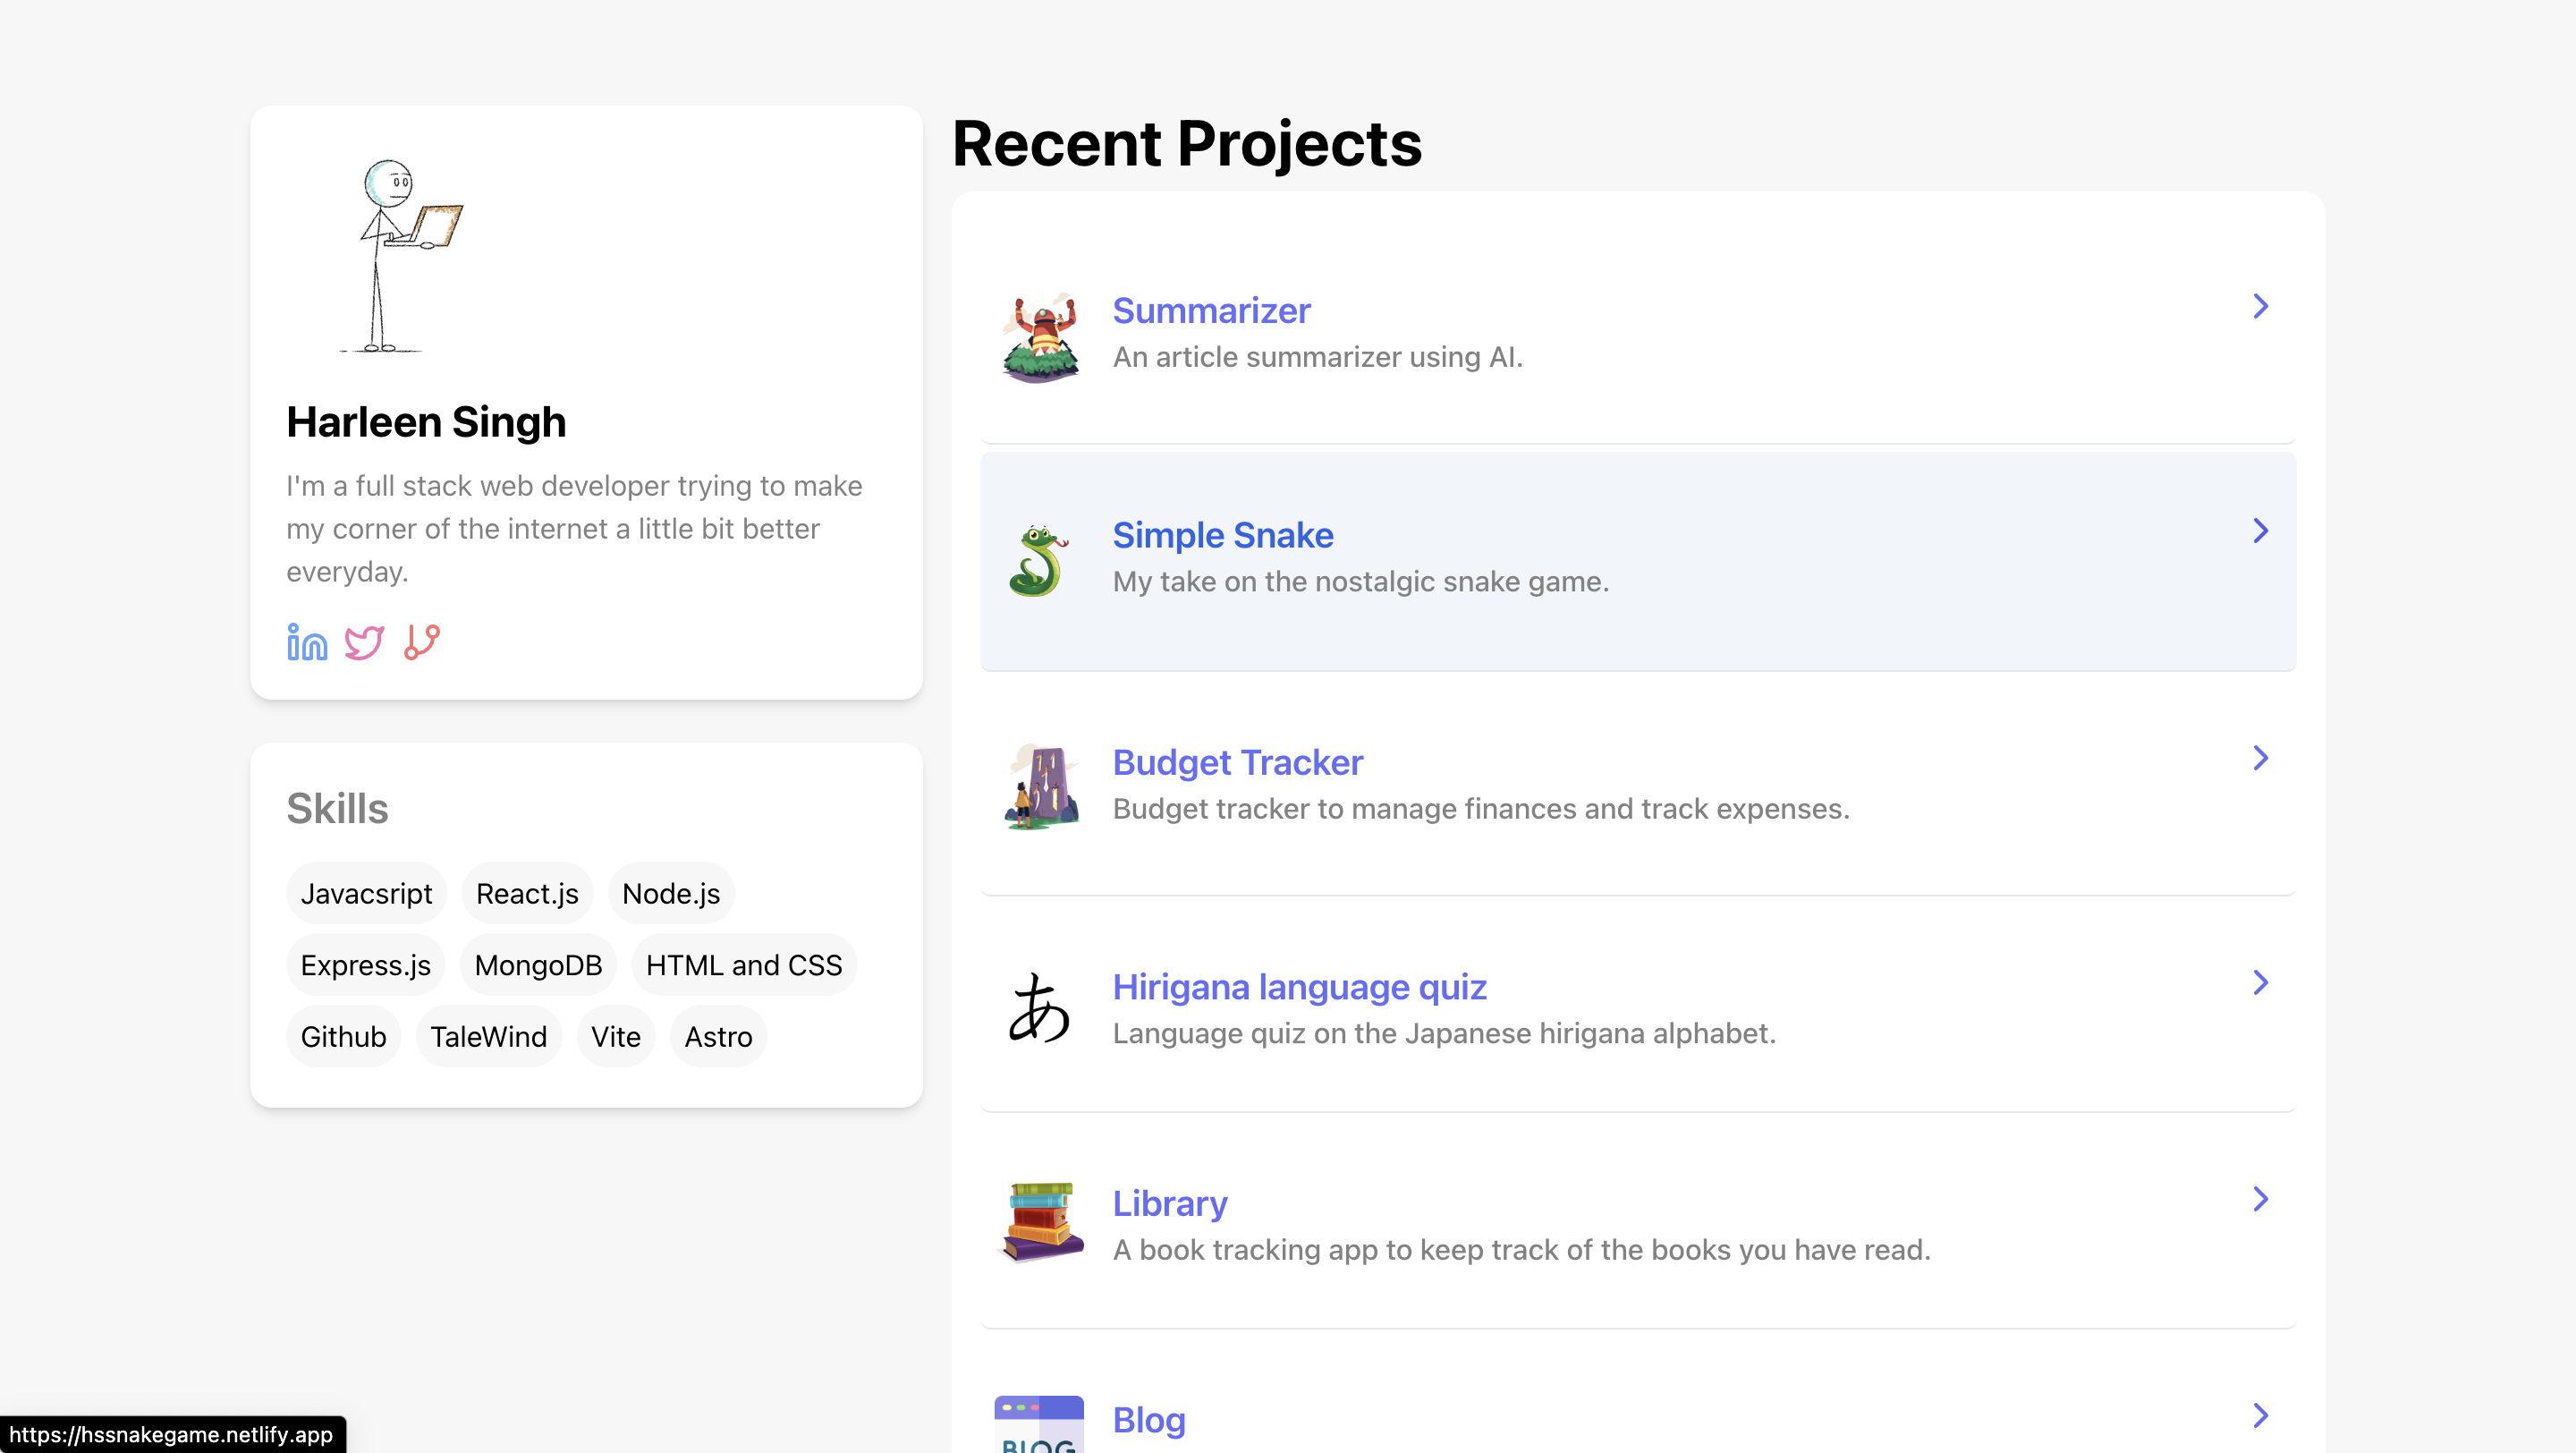 Harleen Singh
I'm a full stack web developer trying to make
my corner of the internet a little bit better
everyday.
Skills
Javacsript React.js Node.js
Express.js MongoDB HTML and CSS
Github TaleWind Vite Astro
Recent Projects
Summarizer
An article summarizer using AI.
Simple Snake
My take on the nostalgic snake game.
Budget Tracker
Budget tracker to manage finances and track expenses.
あ
Hirigana language quiz
Language quiz on the Japanese hirigana alphabet.
Library
A book tracking app to keep track of the books you have read.
BLOG
Blog
https://hssnakegame.netlify.app